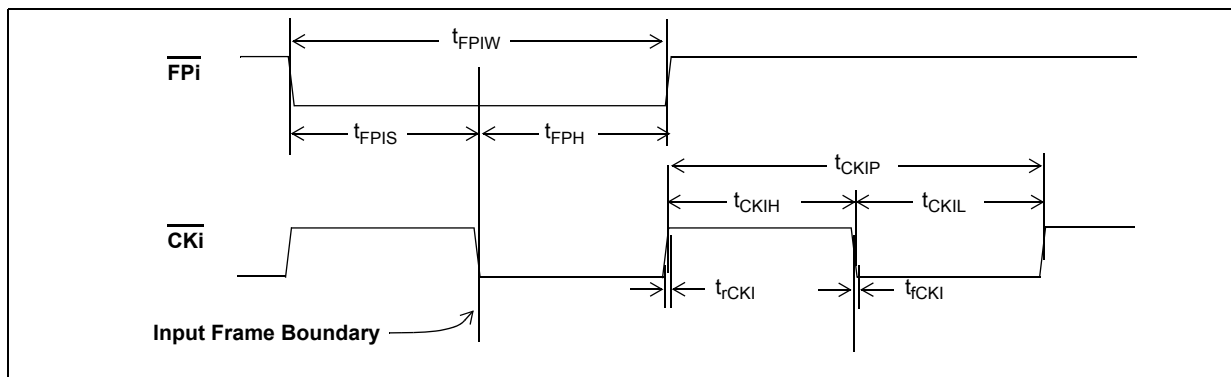 tFPIW
FPi
tFPIS
tFPH
tCKIP
tCKIH
tCKIL
CKi
trCKI
tfCKI
Input Frame Boundary